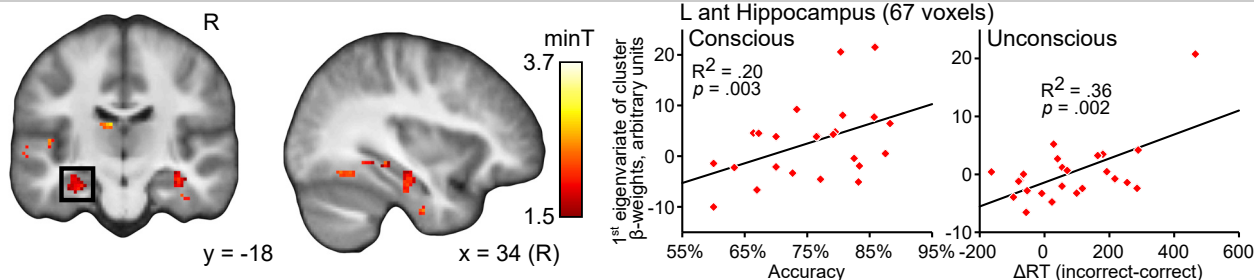 R
y = -18
x = 34 (R)
minT
3.7
1.5
L ant Hippocampus (67 voxels)
1st eigenvariate of cluster
β-weights, arbitrary units
Conscious
R² = .20
p = .003
20
10
0
-10
55% 65% 75% 85% 95%
Accuracy
Unconscious
R² = .36
p = .002
20
10
0
-10
-200 0 200 400 600
ΔRT (incorrect-correct)